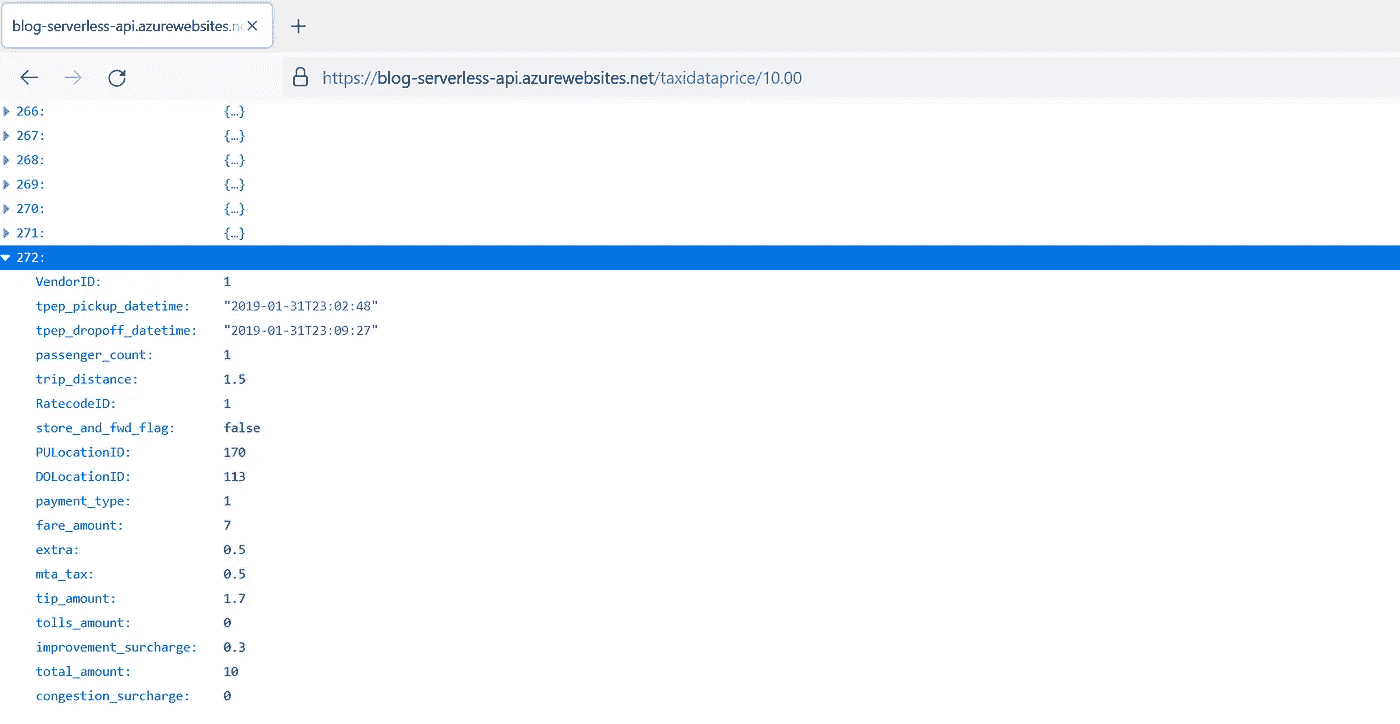 blog-serverless-api.azurewebsites.ne
https://blog-serverless-api.azurewebsites.net/taxidataprice/10.00
266: {…}
267: {…}
268: {…}
269: {…}
270: {…}
271: {…}
272:
VendorID: 1
tpep_pickup_datetime: "2019-01-31T23:02:48"
tpep_dropoff_datetime: "2019-01-31T23:09:27"
passenger_count: 1
trip_distance: 1.5
RatecodeID: 1
store_and_fwd_flag: false
PULocationID: 170
DOLocationID: 113
payment_type: 1
fare_amount: 7
extra: 0.5
mta_tax: 0.5
tip_amount: 1.7
tolls_amount: 0
improvement_surcharge: 0.3
total_amount: 10
congestion_surcharge: 0